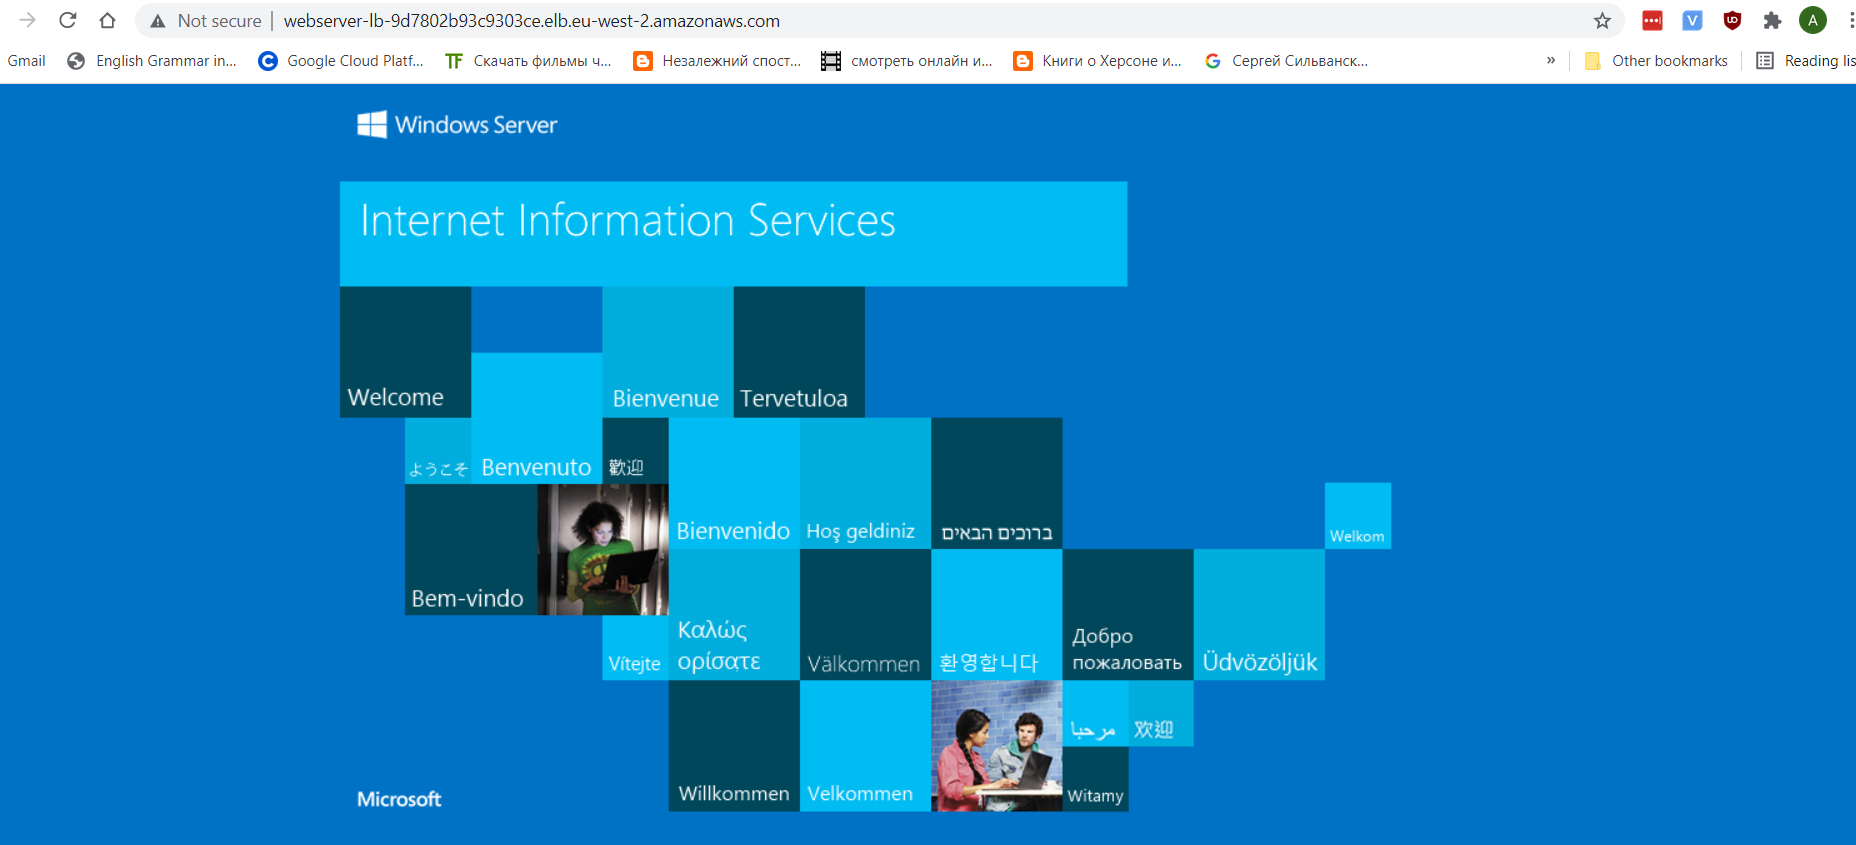 Not secure webserver-lb-9d7802b93c9303ce.elb.eu-west-2.amazonaws.com
A
Gmail English Grammar in... Google Cloud Platf... Скачать фильмы ч... Незалежний спост... смотреть онлайн и... Книги о Херсоне и... Сергей Сильванск... » Other bookmarks Reading lis
Windows Server
Internet Information Services
Welcome
Bienvenue
Tervetuloa
ようこそ
Benvenuto
歡迎
Bienvenido
Hoş geldiniz
ברוכים הבאים
Welkom
Bem-vindo
Vítejte
Καλώς
ορίσατε
Välkommen
환영합니다
Добро
пожаловать
Üdvözöljük
Willkommen
Velkommen
مرحبا
欢迎
Witamy
Microsoft